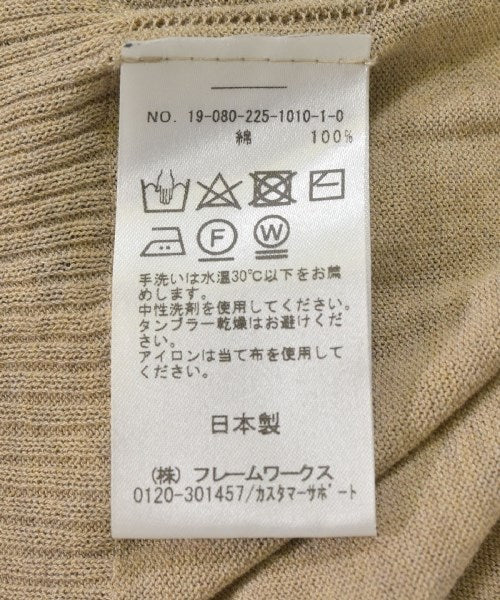 NO. 19-080-225-1010-1-0
綿 100%
F
W
手洗いは水温30℃以下をお薦
めします。
中性洗剤を使用してください。
タンブラー乾燥はお避けくだ
さい。
アイロンは当て布を使用して
ください。
日本製
(株) フレームワークス
0120-301457/カスタマーサポート